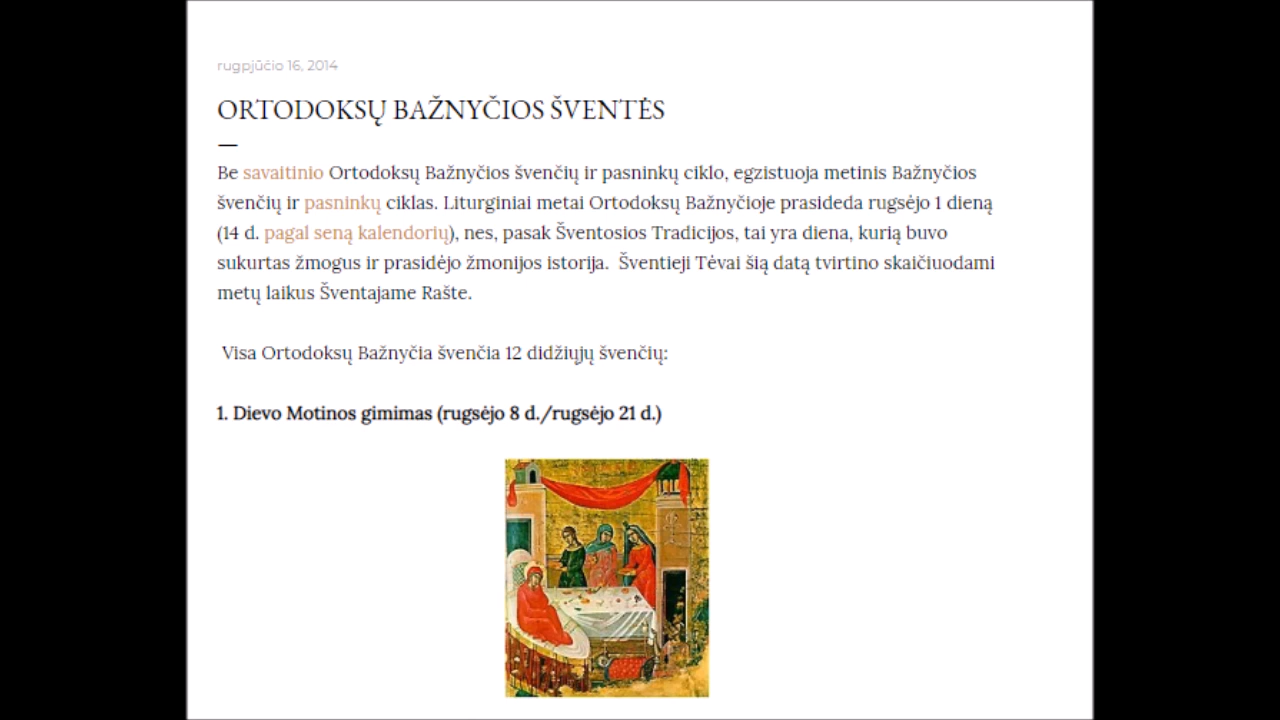 rugpjūčio 16, 2014
ORTODOKSŲ BAŽNYČIOS ŠVENTĖS
Be savaitinio Ortodoksų Bažnyčios švenčių ir pasninkų ciklo, egzistuoja metinis Bažnyčios
švenčių ir pasninkų ciklas. Liturginiai metai Ortodoksų Bažnyčioje prasideda rugsėjo 1 dieną
(14 d. pagal seną kalendorių), nes, pasak Šventosios Tradicijos, tai yra diena, kurią buvo
sukurtas žmogus ir prasidėjo žmonijos istorija. Šventieji Tėvai šią datą tvirtino skaičiuodami
metų laikus Šventajame Rašte.
Visa Ortodoksų Bažnyčia švenčia 12 didžiųjų švenčių:
1. Dievo Motinos gimimas (rugsėjo 8 d./rugsėjo 21 d.)